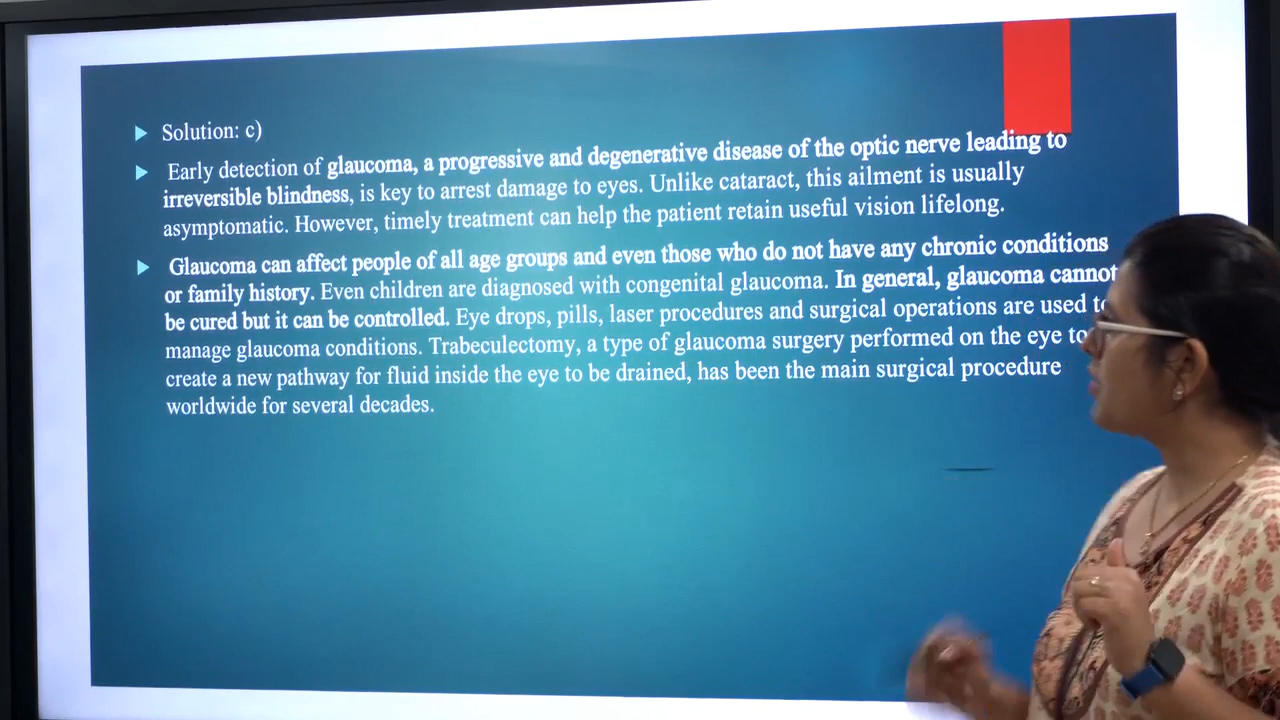 Solution: c)
Early detection of glaucoma, a progressive and degenerative disease of the optic nerve leading to
irreversible blindness, is key to arrest damage to eyes. Unlike cataract, this ailment is usually
asymptomatic. However, timely treatment can help the patient retain useful vision lifelong.
Glaucoma can affect people of all age groups and even those who do not have any chronic conditions
or family history. Even children are diagnosed with congenital glaucoma. In general, glaucoma cannot
be cured but it can be controlled. Eye drops, pills, laser procedures and surgical operations are used to
manage glaucoma conditions. Trabeculectomy, a type of glaucoma surgery performed on the eye to
create a new pathway for fluid inside the eye to be drained, has been the main surgical procedure
worldwide for several decades.